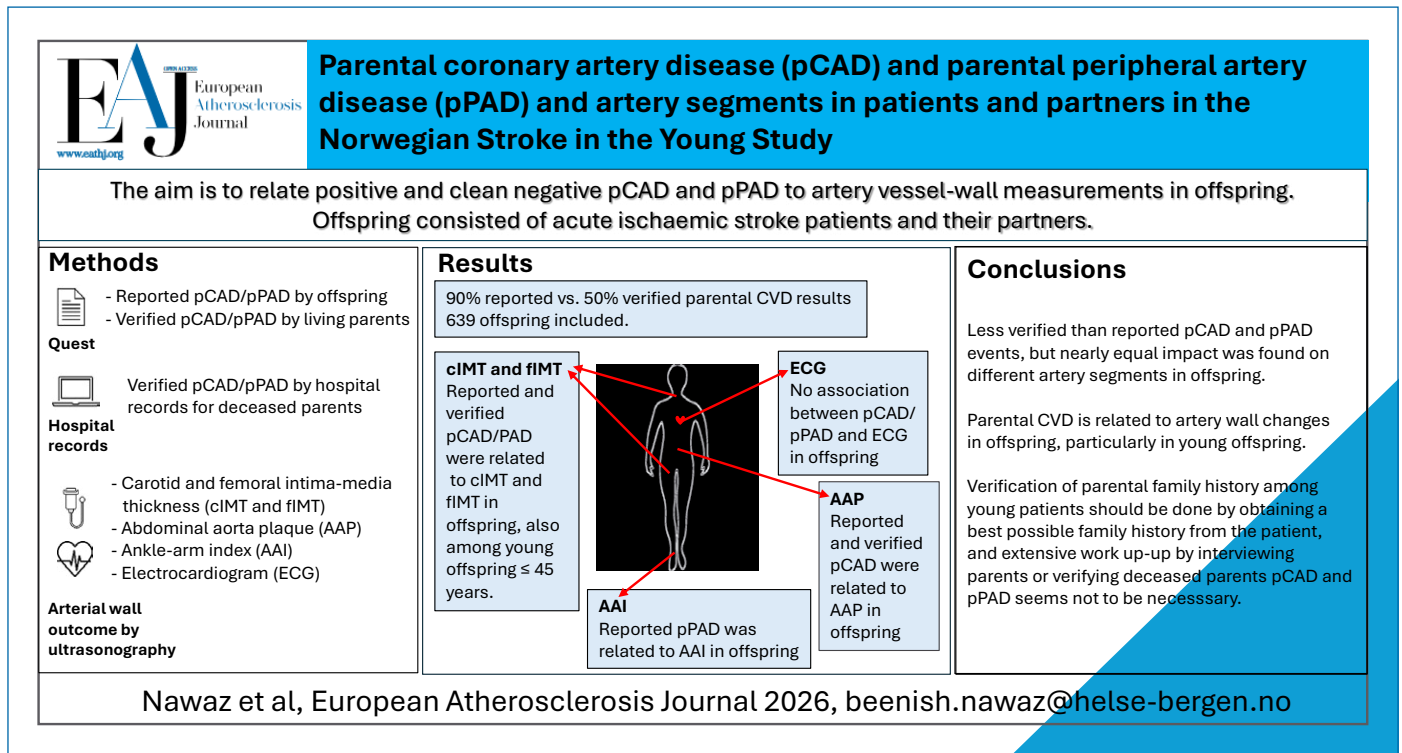 OPEN ACCESS
EAJ
European
Atherosclerosis
Journal
www.eathj.org
Parental coronary artery disease (pCAD) and parental peripheral artery
disease (pPAD) and artery segments in patients and partners in the
Norwegian Stroke in the Young Study
The aim is to relate positive and clean negative pCAD and pPAD to artery vessel-wall measurements in offspring.
Offspring consisted of acute ischaemic stroke patients and their partners.
Methods
- Reported pCAD/pPAD by offspring
- Verified pCAD/pPAD by living parents
Quest
Verified pCAD/pPAD by hospital
records for deceased parents
Hospital
records
- Carotid and femoral intima-media
thickness (cIMT and fIMT)
- Abdominal aorta plaque (AAP)
- Ankle-arm index (AAI)
- Electrocardiogram (ECG)
Arterial wall
outcome by
ultrasonography
Results
90% reported vs. 50% verified parental CVD results
639 offspring included.
cIMT and fIMT
Reported and
verified
pCAD/PAD
were related
to cIMT and
fIMT in
offspring, also
among young
offspring ≤ 45
years.
ECG
No association
between pCAD/
pPAD and ECG
in offspring
AAP
Reported
and verified
pCAD were
related to
AAP in
offspring
AAI
Reported pPAD was
related to AAI in offspring
Conclusions
Less verified than reported pCAD and pPAD
events, but nearly equal impact was found on
different artery segments in offspring.
Parental CVD is related to artery wall changes
in offspring, particularly in young offspring.
Verification of parental family history among
young patients should be done by obtaining a
best possible family history from the patient,
and extensive work up-up by interviewing
parents or verifying deceased parents pCAD and
pPAD seems not to be necesssary.
Nawaz et al, European Atherosclerosis Journal 2026, beenish.nawaz@helse-bergen.no